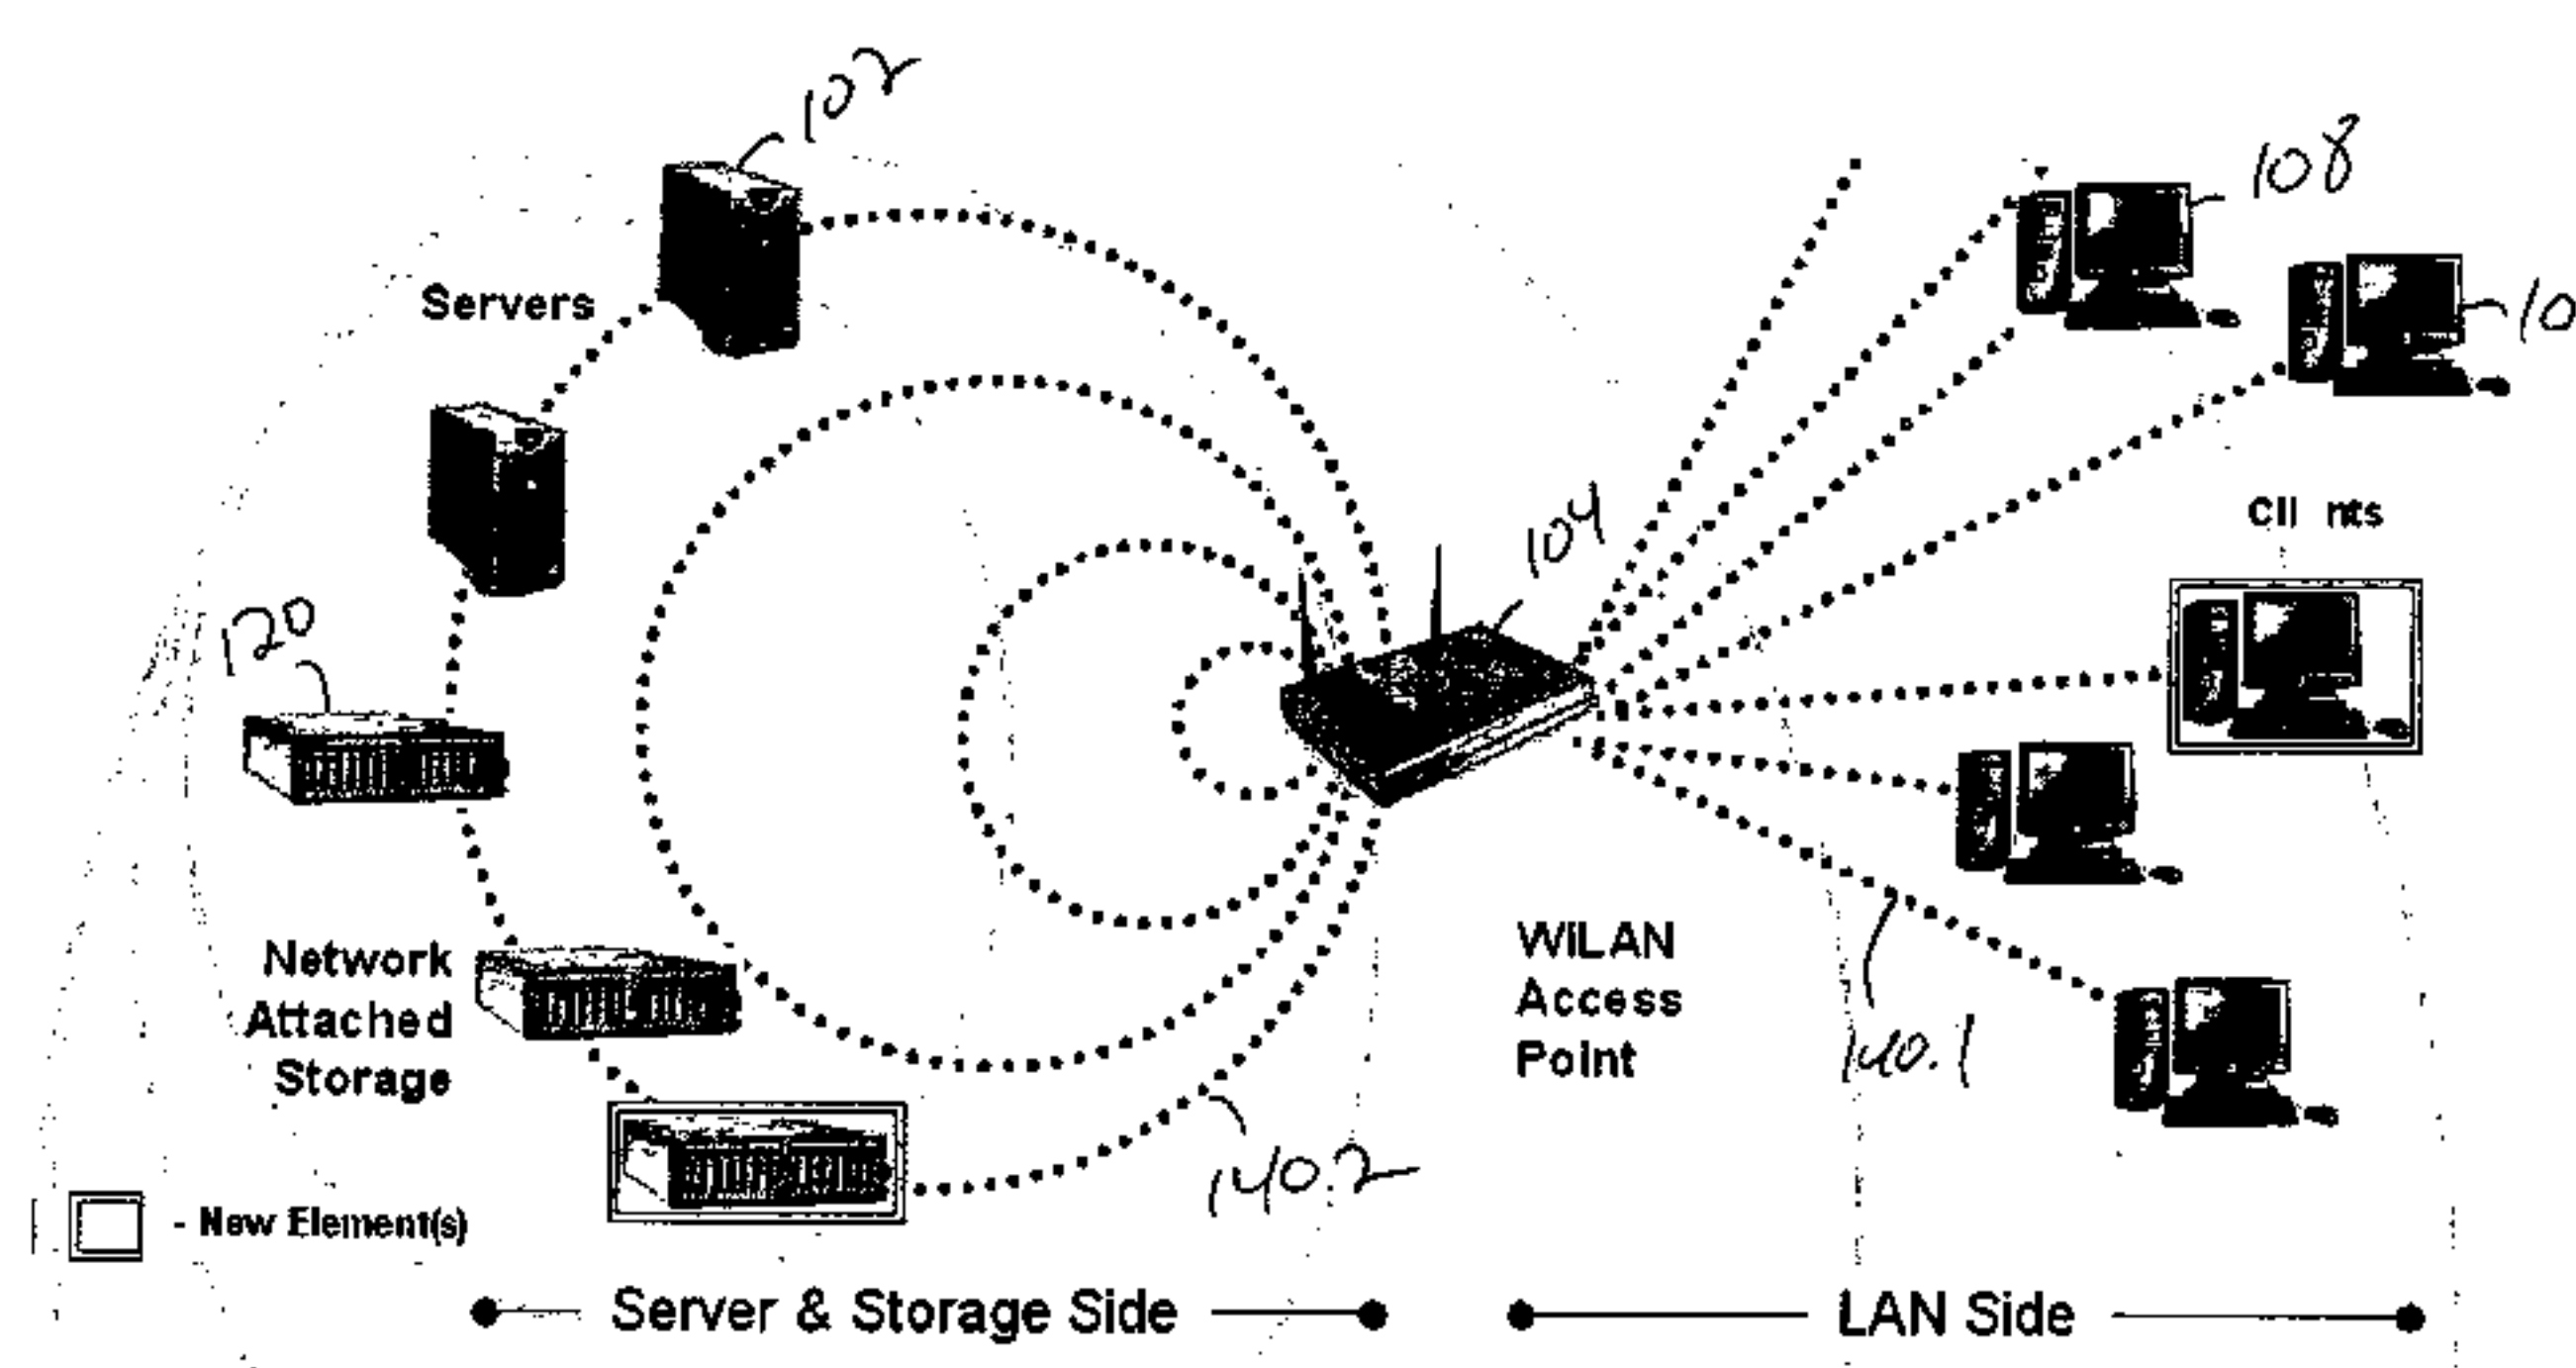 102
108
10
Servers
104
Cli nts
120
WiLAN
Access
Point
Network
Attached
Storage
140.1
140.2
- New Element(s)
Server & Storage Side
LAN Side